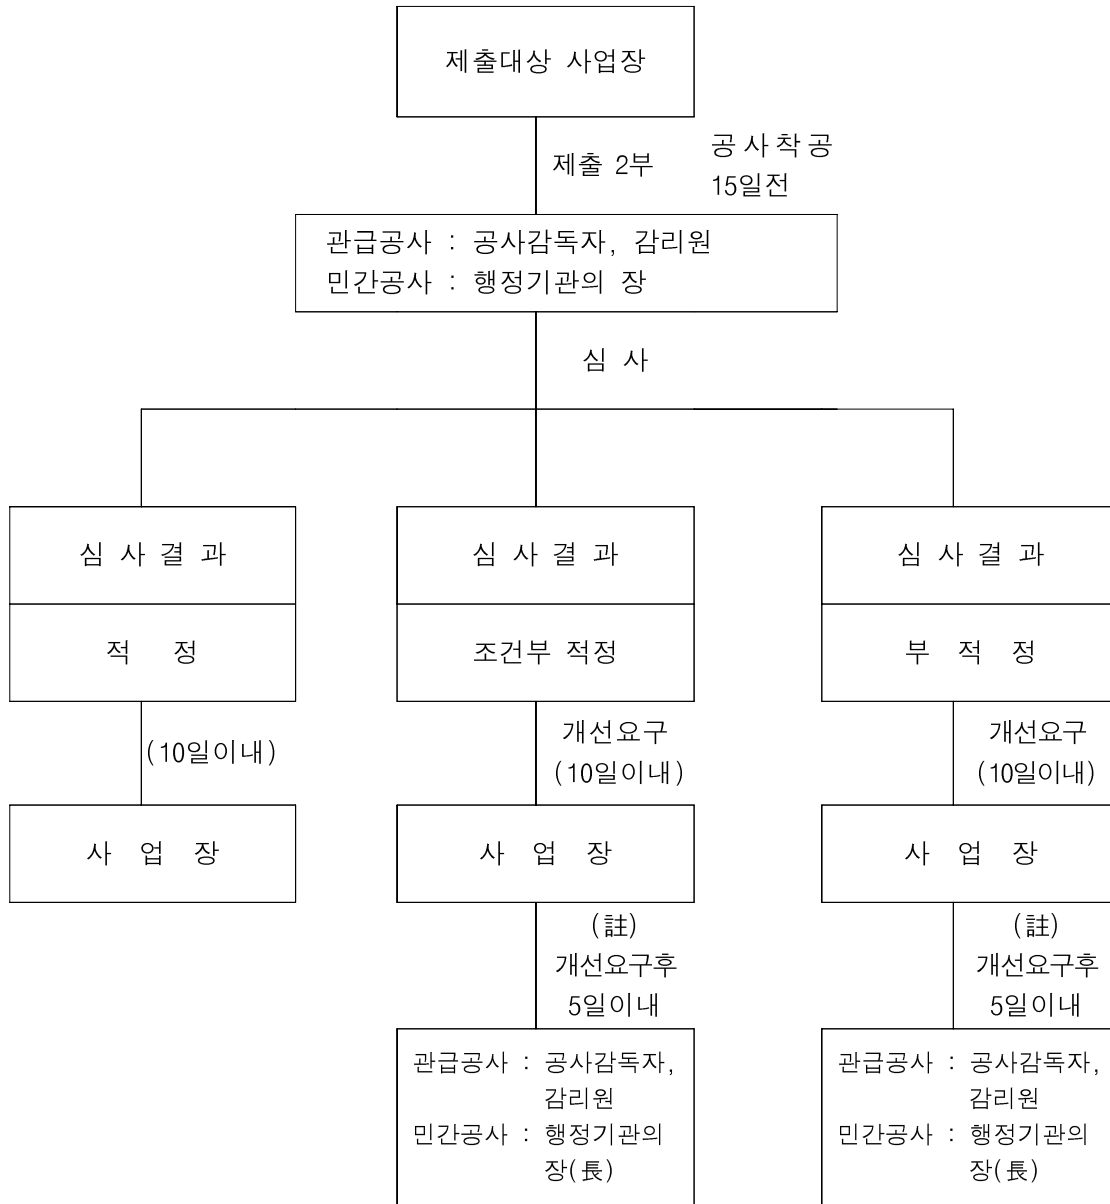 제출대상 사업장
제출 2부
공사착공
15일전
관급공사 : 공사감독자, 감리원
민간공사 : 행정기관의 장
심 사
심 사 결 과
심 사 결 과
심 사 결 과
적 정
조건부 적정
부 적 정
(10일이내)
개선요구
(10일이내)
개선요구
(10일이내)
사 업 장
사 업 장
사 업 장
(註)
개선요구후
5일이내
(註)
개선요구후
5일이내
관급공사 : 공사감독자,
감리원
민간공사 : 행정기관의
장(長)
관급공사 : 공사감독자,
감리원
민간공사 : 행정기관의
장(長)